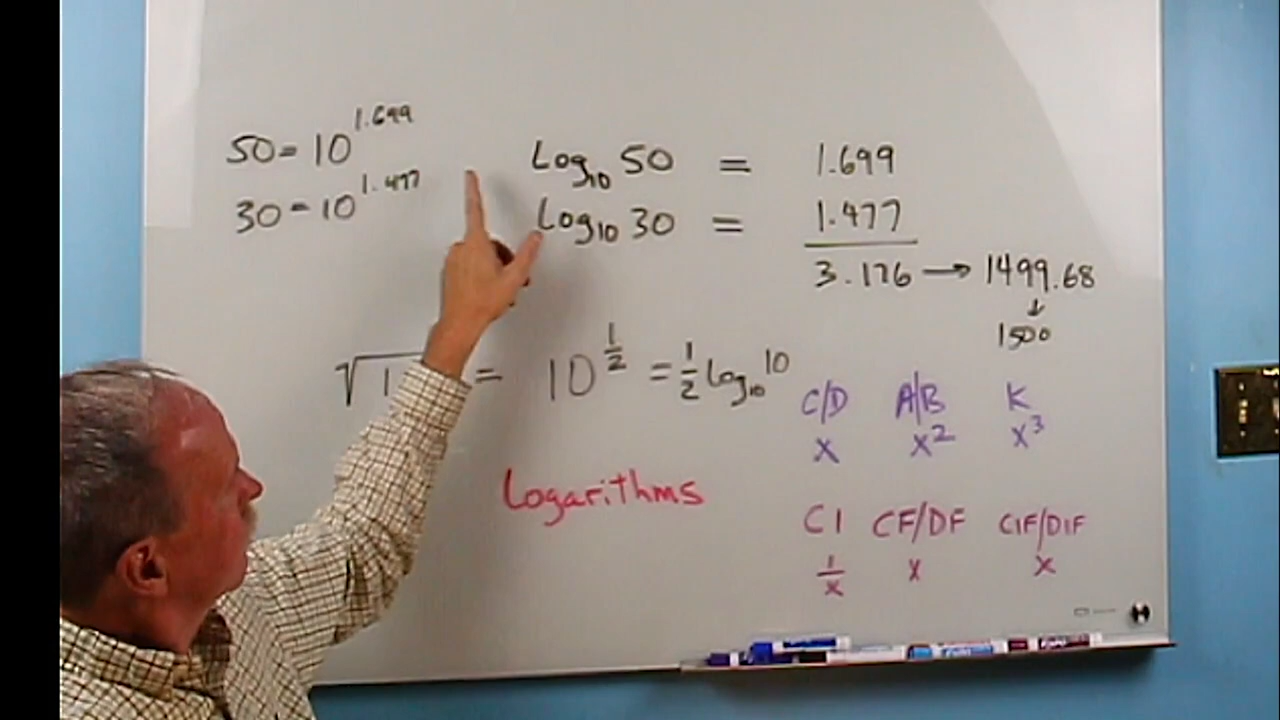 50 = 10^1.699
30 = 10^1.477
Log₁₀ 50 = 1.699
Log₁₀ 30 = 1.477
3.176 → 1499.68
↓
1500
√1 = 10^½ = ½ Log₁₀ 10
C/D A/B K
x x² x³
Logarithms
CI CF/DF CIF/DIF
1/x x x